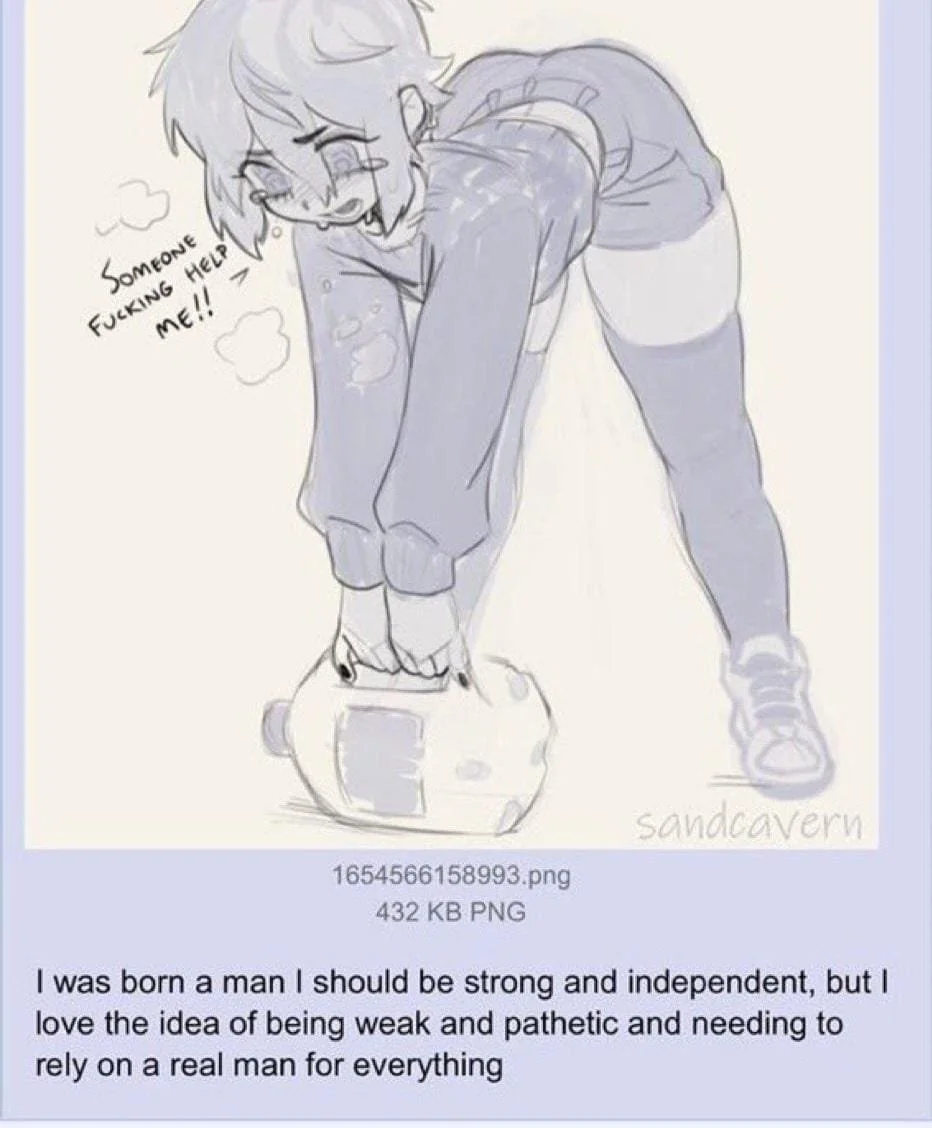 SOMEONE
FUCKING HELP
ME!!
sandcavern
1654566158993.png
432 KB PNG
I was born a man I should be strong and independent, but I
love the idea of being weak and pathetic and needing to
rely on a real man for everything